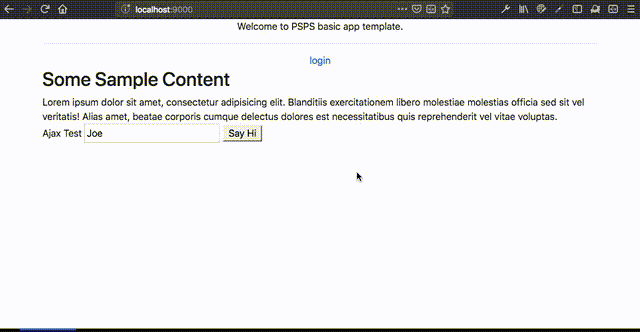 localhost:9000
Welcome to PSPS basic app template.
login
Some Sample Content
Lorem ipsum dolor sit amet, consectetur adipisicing elit. Blanditiis exercitationem libero molestiae molestias officia sed sit vel
veritatis! Alias amet, beatae corporis cumque delectus dolores est necessitatibus quis reprehenderit vel vitae voluptas.
Ajax Test Joe Say Hi